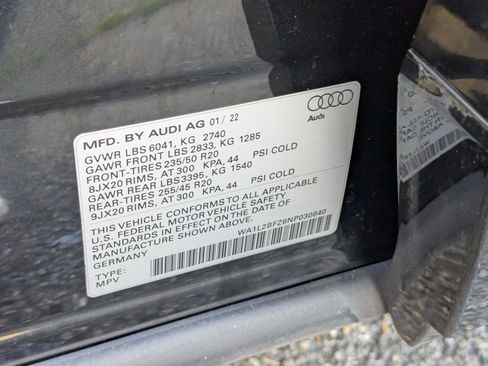 MFD. BY AUDI AG 01/ 22
GVWR LBS 6041, KG 2740
GAWR FRONT LBS 2833, KG 1285
FRONT-TIRES 235/50 R20
8JX20 RIMS, AT 300 KPA, 44 PSI COLD
GAWR REAR LBS 3395, KG 1540
REAR-TIRES 255/45 R20
9JX20 RIMS, AT 300 KPA, 44 PSI COLD
THIS VEHICLE CONFORMS TO ALL APPLICABLE
U.S. FEDERAL MOTOR VEHICLE SAFETY
STANDARDS IN EFFECT ON THE DATE OF
MANUFACTURE SHOWN ABOVE.
GERMANY
WA1L2BFZ6NP030640
TYPE:
MPV
Audi